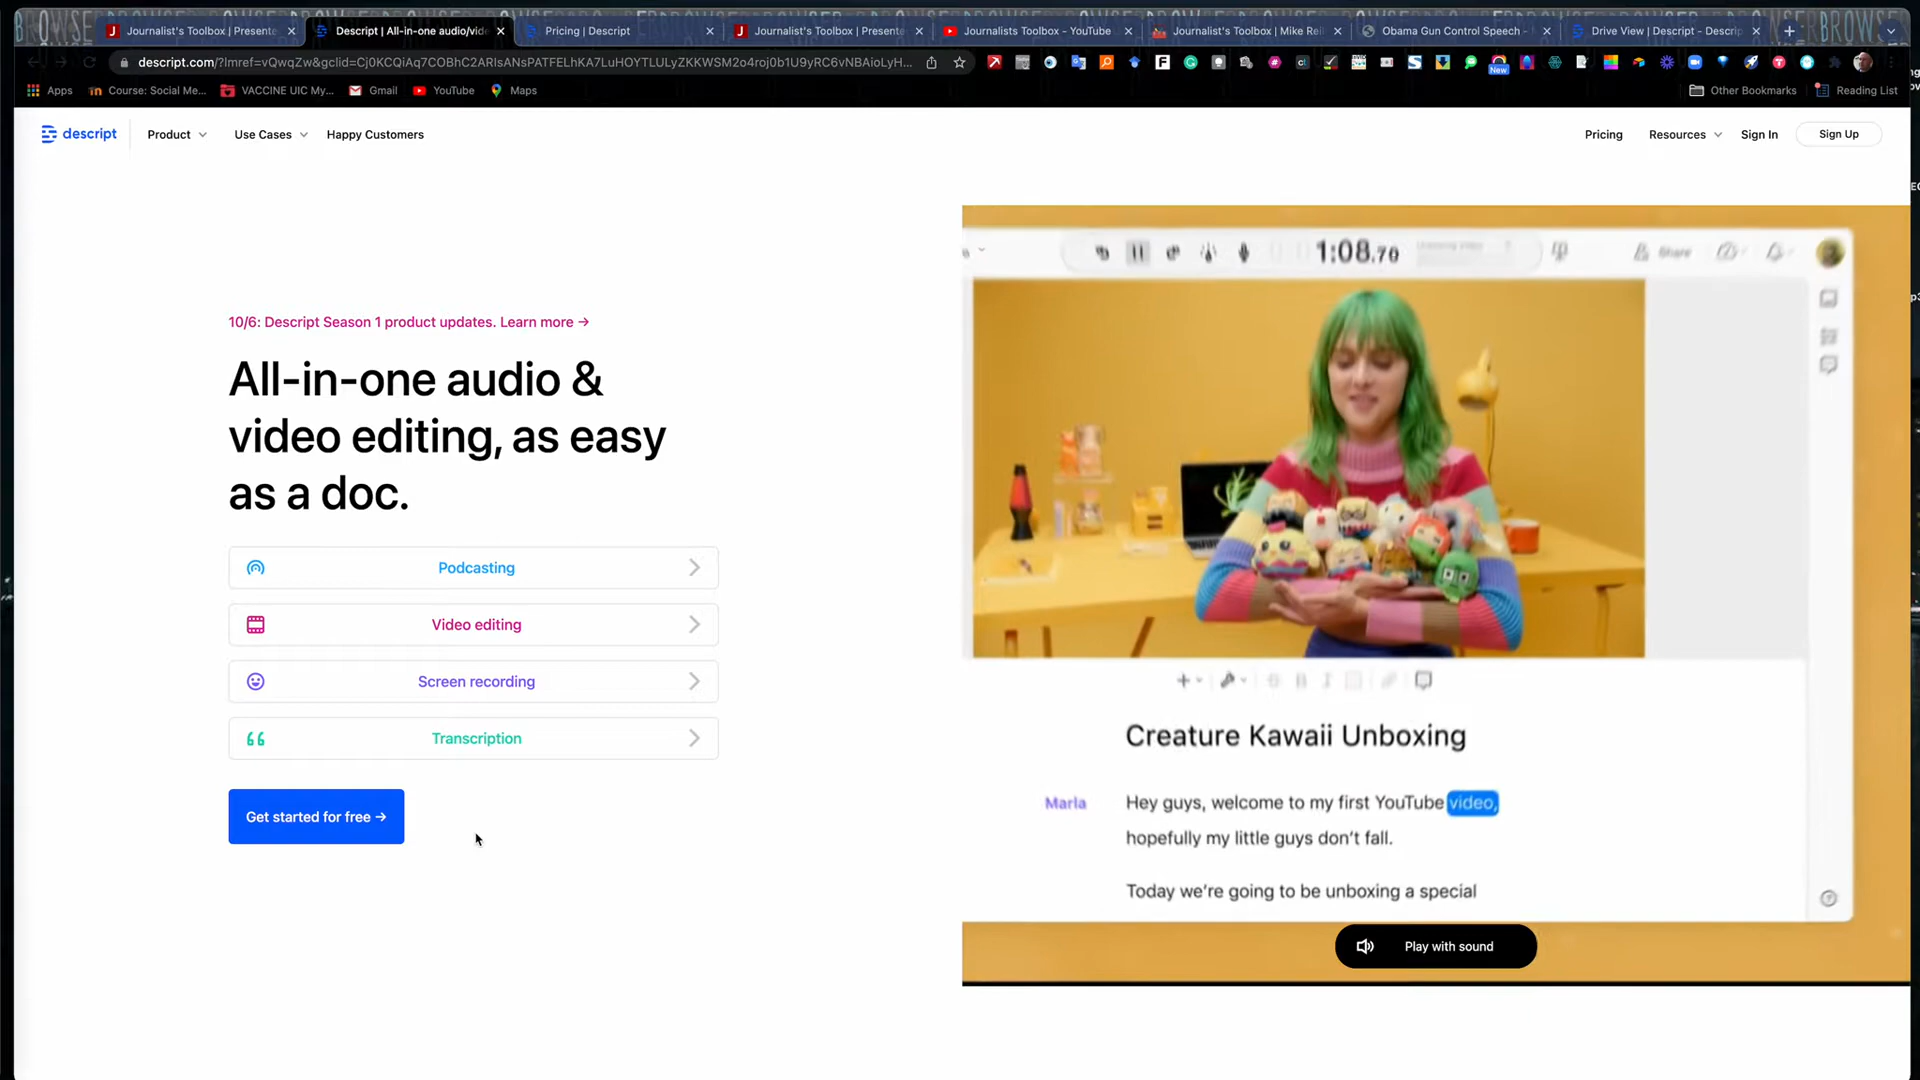 Journalist's Toolbox | Presente
Descript | All-in-one audio/vide
Pricing | Descript
Journalist's Toolbox | Presente
Journalists Toolbox - YouTube
Journalist's Toolbox | Mike Reil
Obama Gun Control Speech -
Drive View | Descript - Descrip
descript.com/?lmref=vQwqZw&gclid=Cj0KCQiAq7COBhC2ARIsANsPATFELhKA7LuHOYTLULyZKKWSM2o4roj0b1U9yRC6vNBAioLyH...
New
Apps
Course: Social Me...
VACCINE UIC My...
Gmail
YouTube
Maps
Other Bookmarks
Reading List
descript
Product
Use Cases
Happy Customers
Pricing
Resources
Sign In
Sign Up
10/6: Descript Season 1 product updates. Learn more →
All-in-one audio &
video editing, as easy
as a doc.
Podcasting
Video editing
Screen recording
Transcription
Get started for free →
1:08.70
Share
Creature Kawaii Unboxing
Marla
Hey guys, welcome to my first YouTube video,
hopefully my little guys don't fall.
Today we're going to be unboxing a special
Play with sound